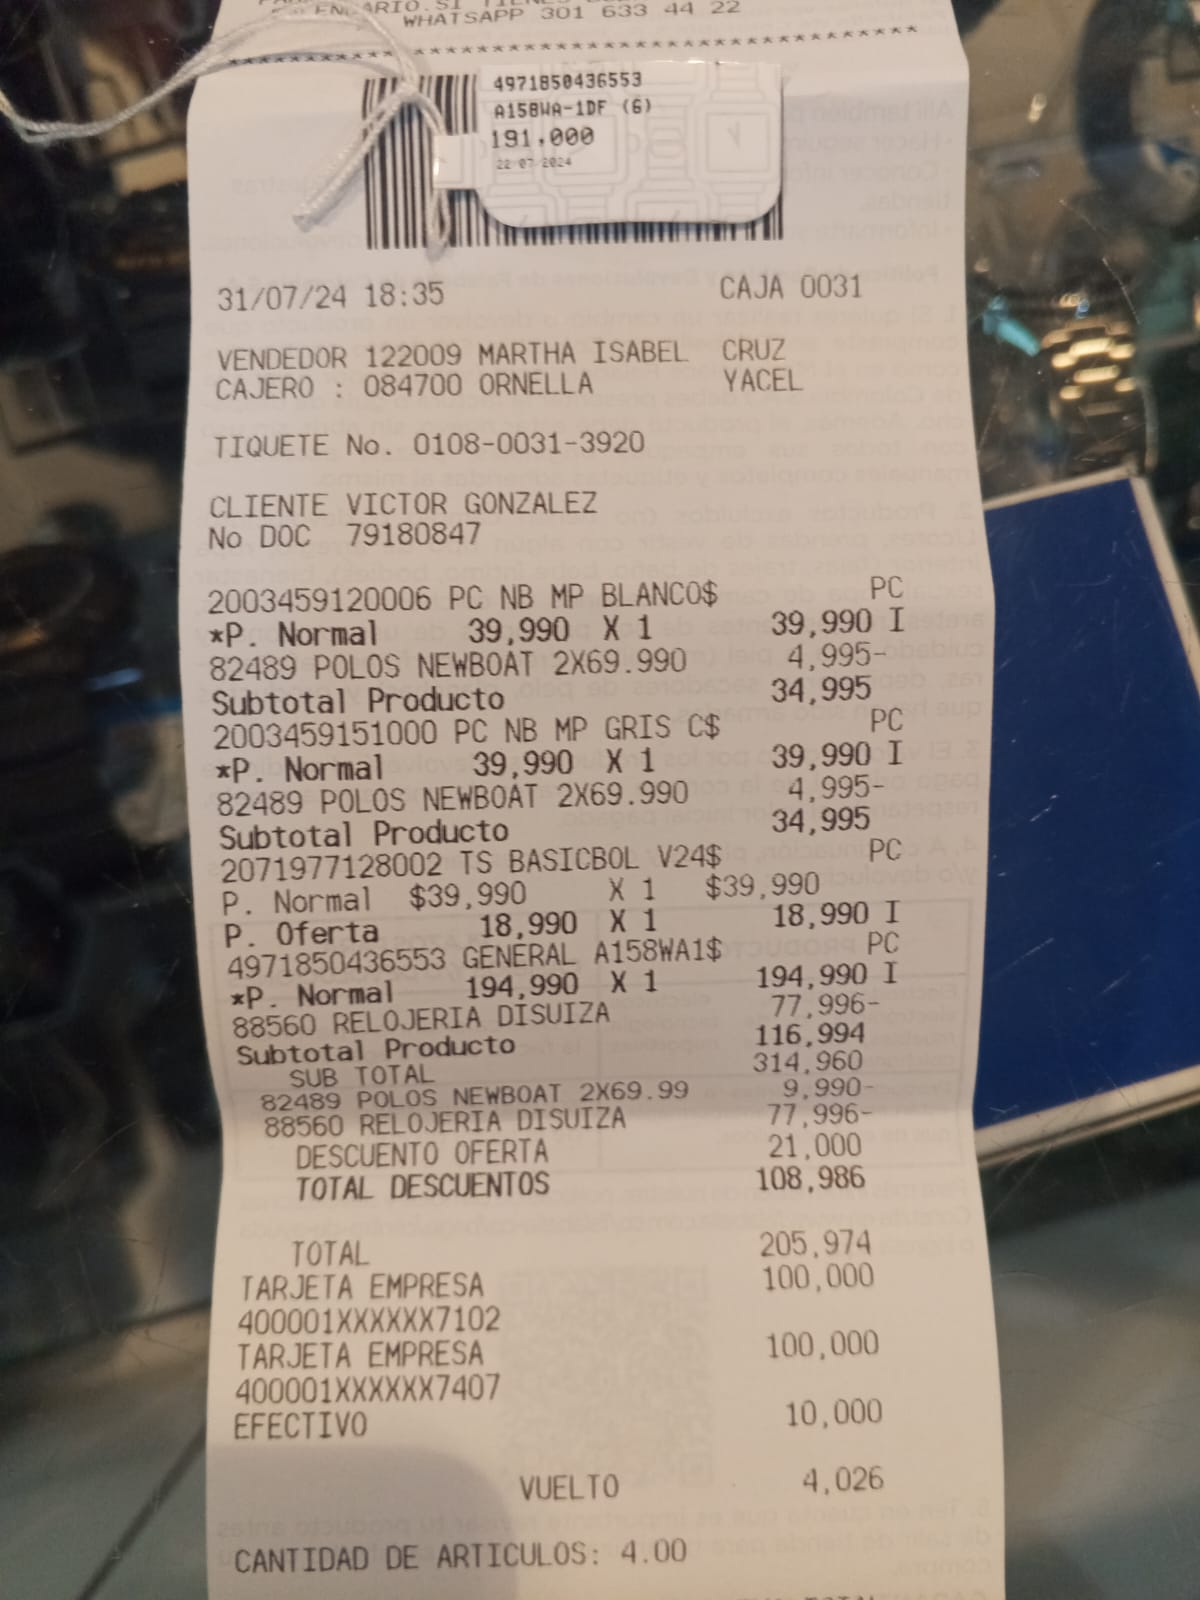 WHATSAPP 301 633 44 22
4971850436553
A158WA-1DF (6)
191,000
22-07-2024
31/07/24 18:35 CAJA 0031
VENDEDOR 122009 MARTHA ISABEL CRUZ
CAJERO : 084700 ORNELLA YACEL
TIQUETE No. 0108-0031-3920
CLIENTE VICTOR GONZALEZ
No DOC 79180847
2003459120006 PC NB MP BLANCO$ PC
*P. Normal 39,990 X 1 39,990 I
82489 POLOS NEWBOAT 2X69.990 4,995-
Subtotal Producto 34,995
2003459151000 PC NB MP GRIS C$ PC
*P. Normal 39,990 X 1 39,990 I
82489 POLOS NEWBOAT 2X69.990 4,995-
Subtotal Producto 34,995
2071977128002 TS BASICBOL V24$ PC
P. Normal $39,990 X 1 $39,990
P. Oferta 18,990 X 1 18,990 I
4971850436553 GENERAL A158WA1$ PC
*P. Normal 194,990 X 1 194,990 I
88560 RELOJERIA DISUIZA 77,996-
Subtotal Producto 116,994
SUB TOTAL 314,960
82489 POLOS NEWBOAT 2X69.99 9,990-
88560 RELOJERIA DISUIZA 77,996-
DESCUENTO OFERTA 21,000
TOTAL DESCUENTOS 108,986
TOTAL 205,974
TARJETA EMPRESA 100,000
400001XXXXXX7102
TARJETA EMPRESA 100,000
400001XXXXXX7407
EFECTIVO 10,000
VUELTO 4,026
CANTIDAD DE ARTICULOS: 4.00